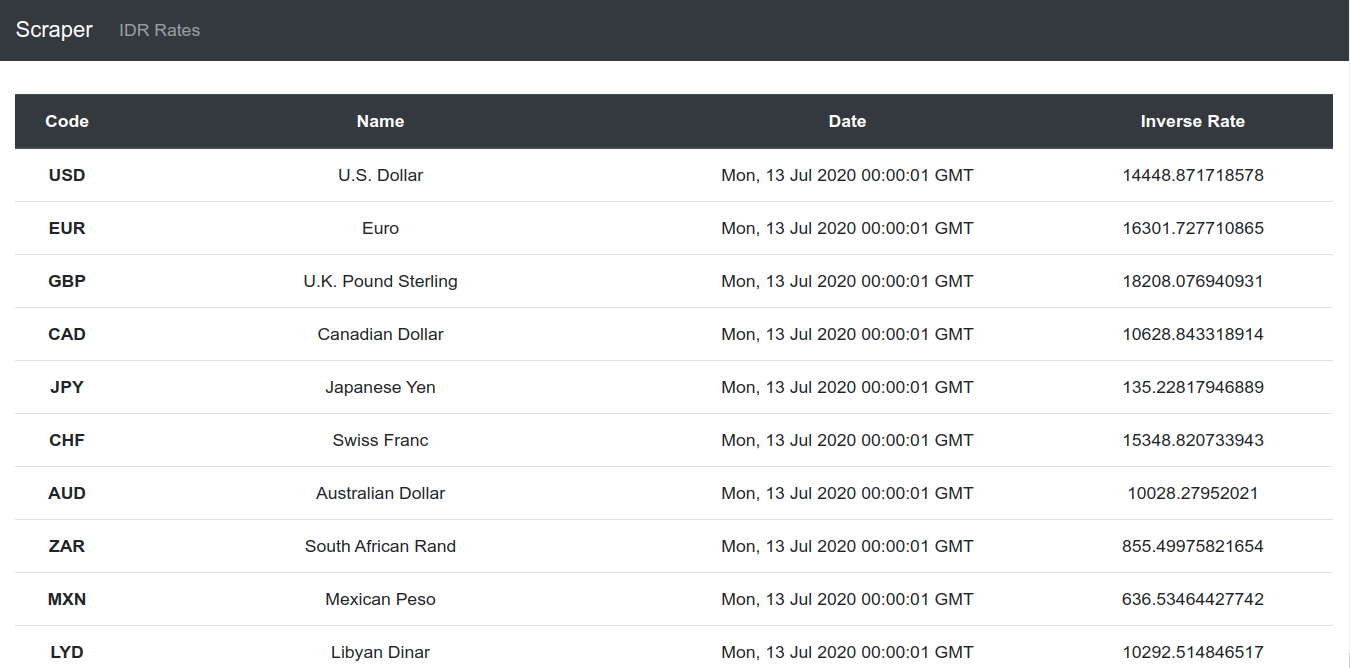 Scraper IDR Rates
Code Name Date Inverse Rate
USD U.S. Dollar Mon, 13 Jul 2020 00:00:01 GMT 14448.871718578
EUR Euro Mon, 13 Jul 2020 00:00:01 GMT 16301.727710865
GBP U.K. Pound Sterling Mon, 13 Jul 2020 00:00:01 GMT 18208.076940931
CAD Canadian Dollar Mon, 13 Jul 2020 00:00:01 GMT 10628.843318914
JPY Japanese Yen Mon, 13 Jul 2020 00:00:01 GMT 135.22817946889
CHF Swiss Franc Mon, 13 Jul 2020 00:00:01 GMT 15348.820733943
AUD Australian Dollar Mon, 13 Jul 2020 00:00:01 GMT 10028.27952021
ZAR South African Rand Mon, 13 Jul 2020 00:00:01 GMT 855.49975821654
MXN Mexican Peso Mon, 13 Jul 2020 00:00:01 GMT 636.53464427742
LYD Libyan Dinar Mon, 13 Jul 2020 00:00:01 GMT 10292.514846517